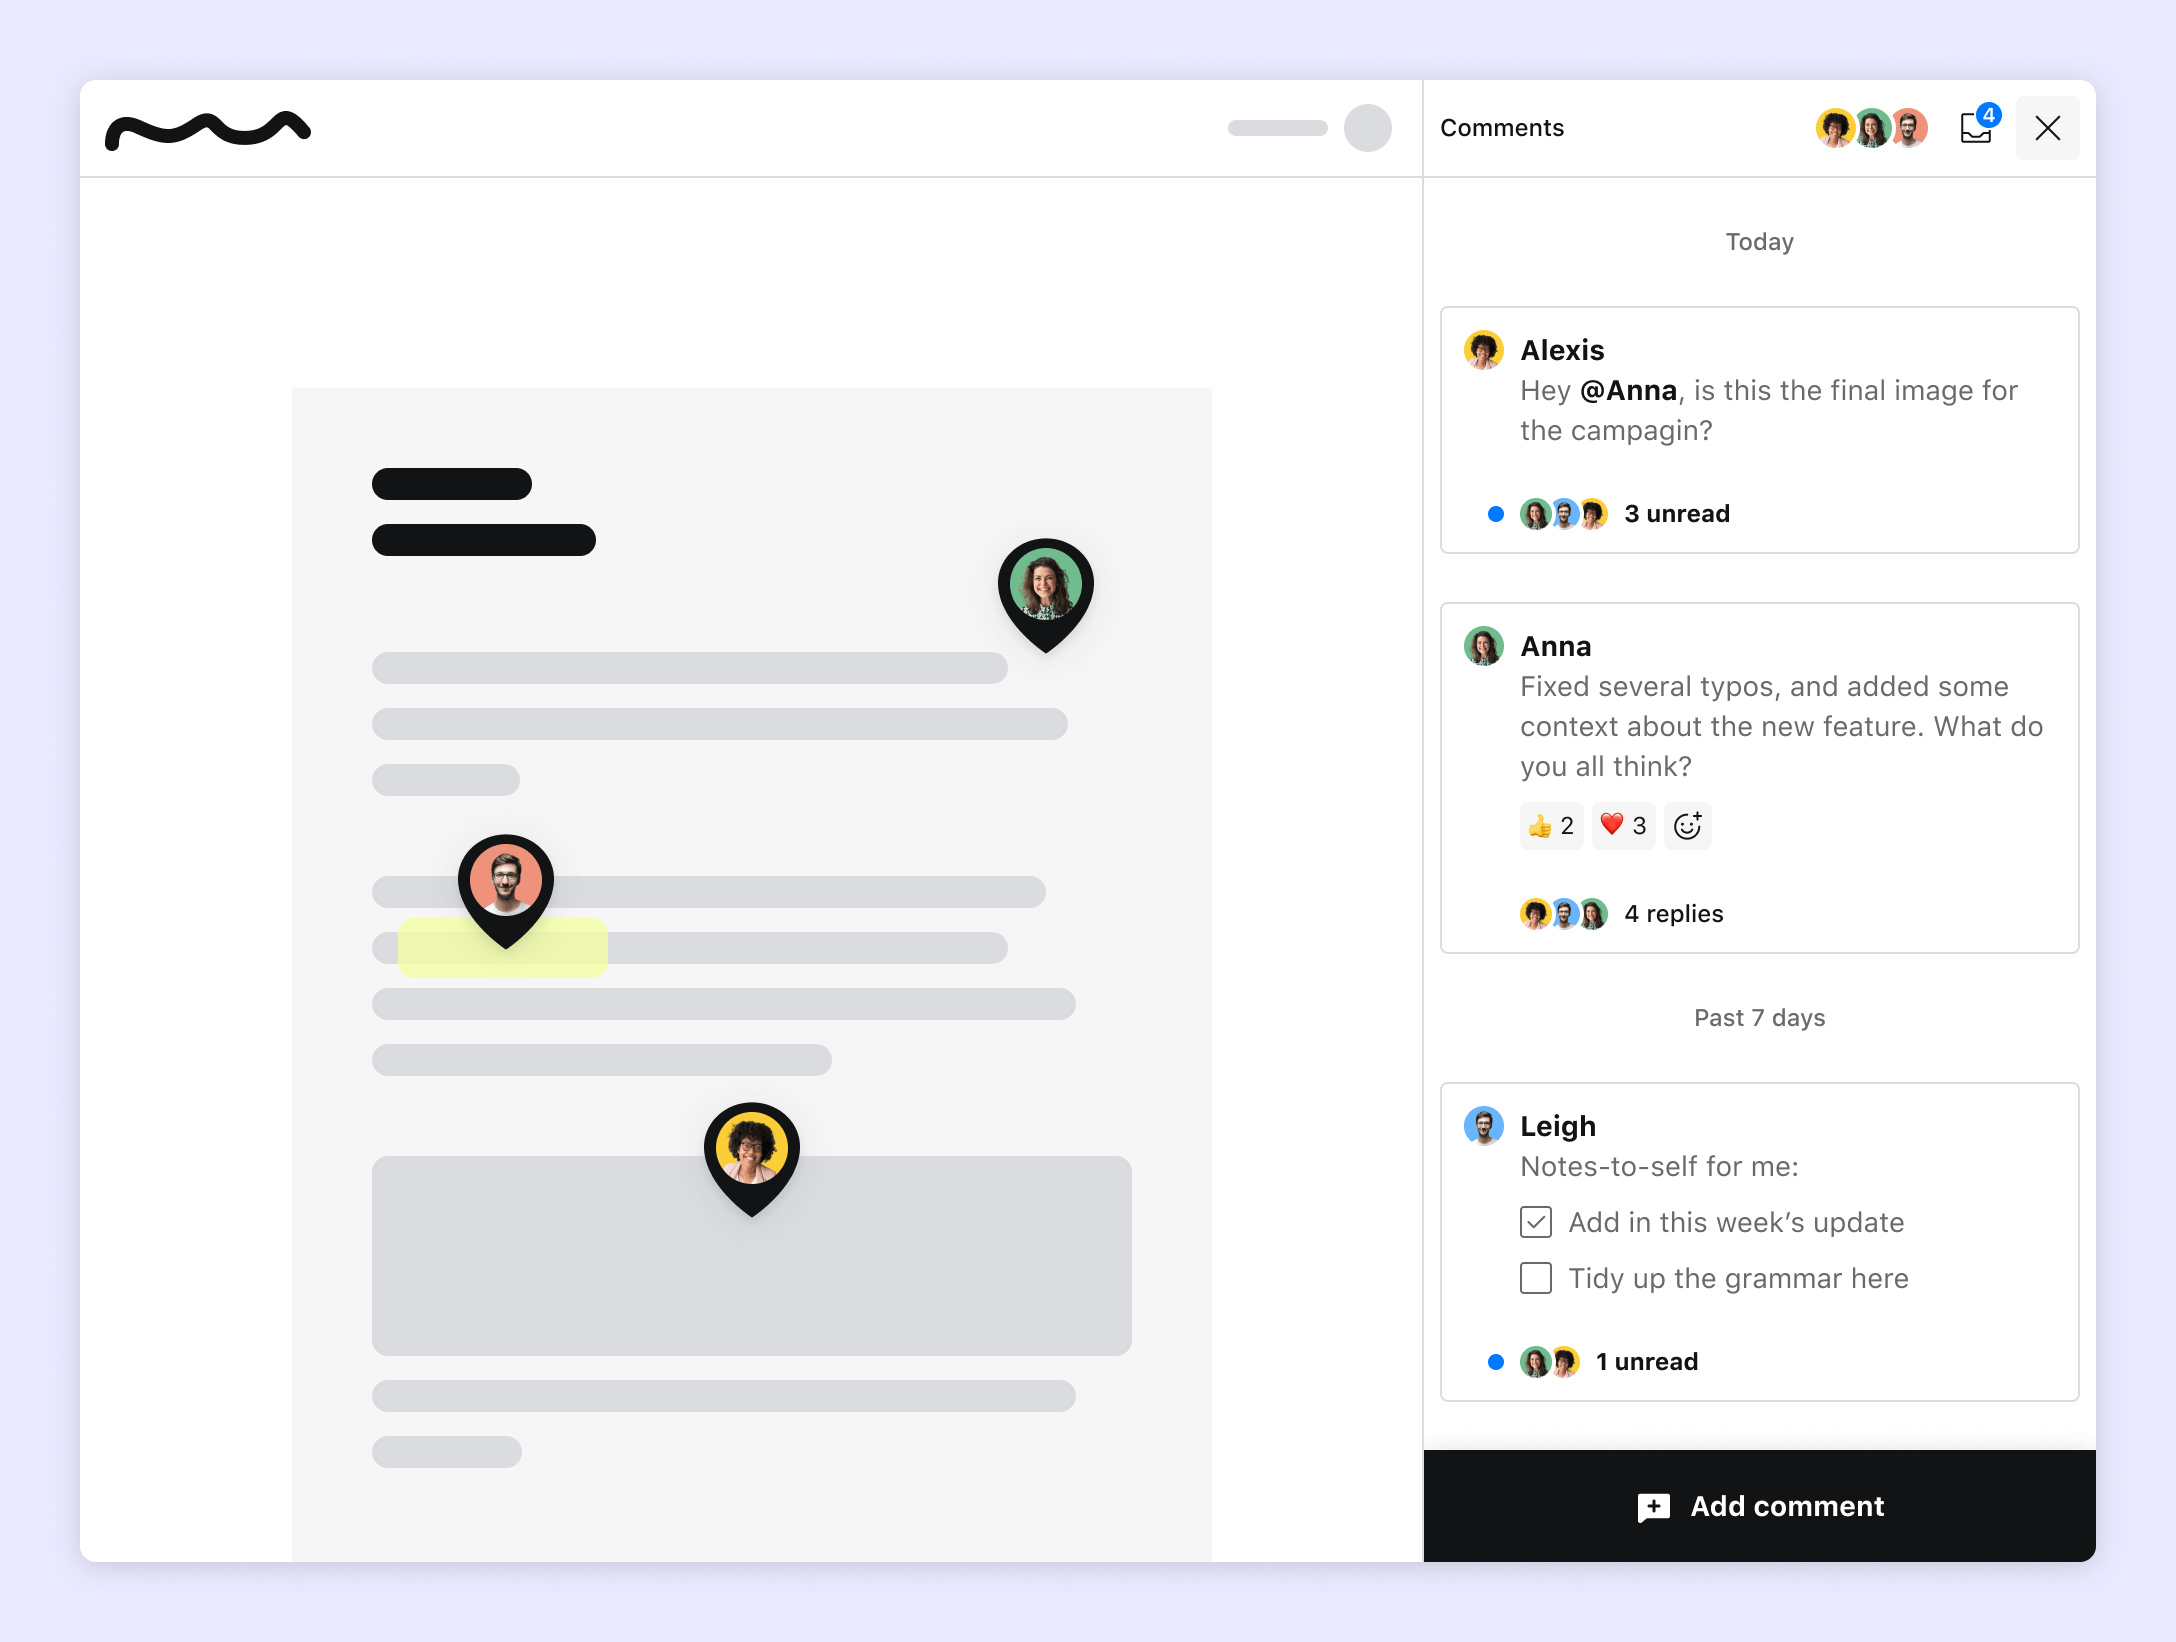 Comments
4
Today
Alexis
Hey @Anna, is this the final image for
the campagin?
3 unread
Anna
Fixed several typos, and added some
context about the new feature. What do
you all think?
👍 2 ❤️ 3
4 replies
Past 7 days
Leigh
Notes-to-self for me:
Add in this week’s update
Tidy up the grammar here
1 unread
Add comment